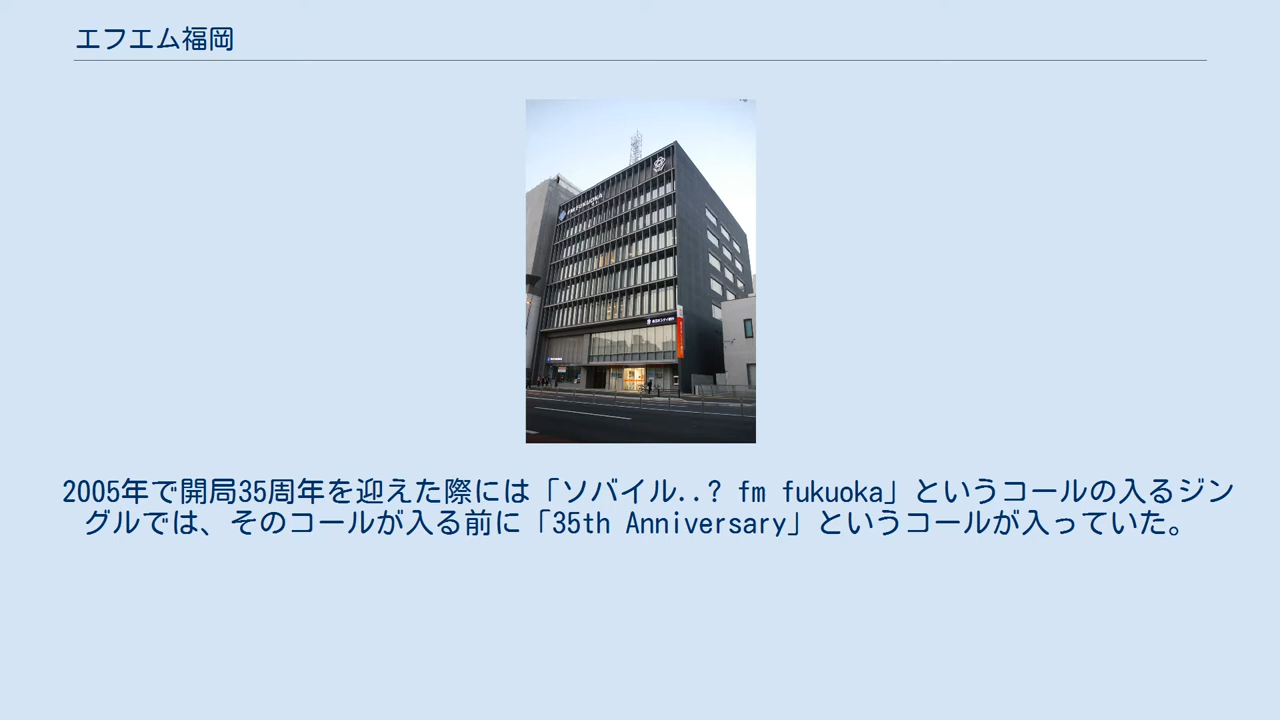 エフエム福岡
FM FUKUOKA
2005年で開局35周年を迎えた際には「ソバイル..? fm fukuoka」というコールの入るジン
グルでは、そのコールが入る前に「35th Anniversary」というコールが入っていた。